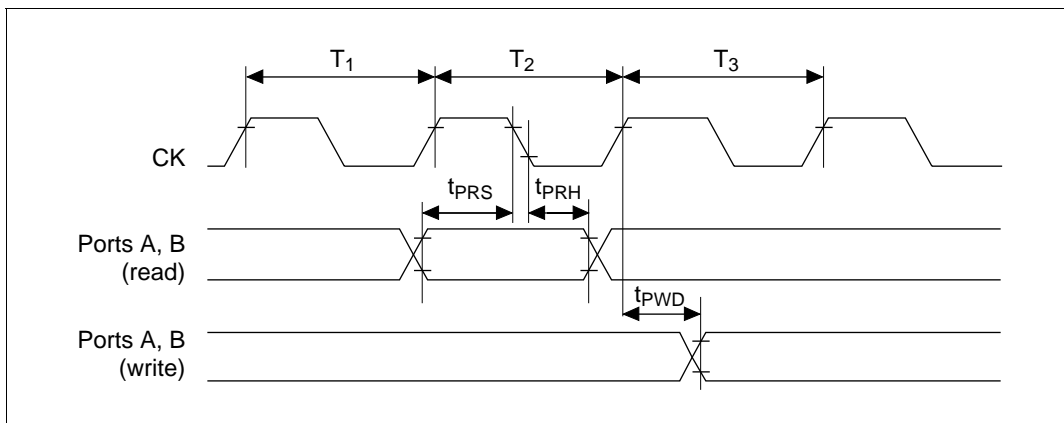 T1 T2 T3
CK
tPRS tPRH
Ports A, B
(read)
tPWD
Ports A, B
(write)